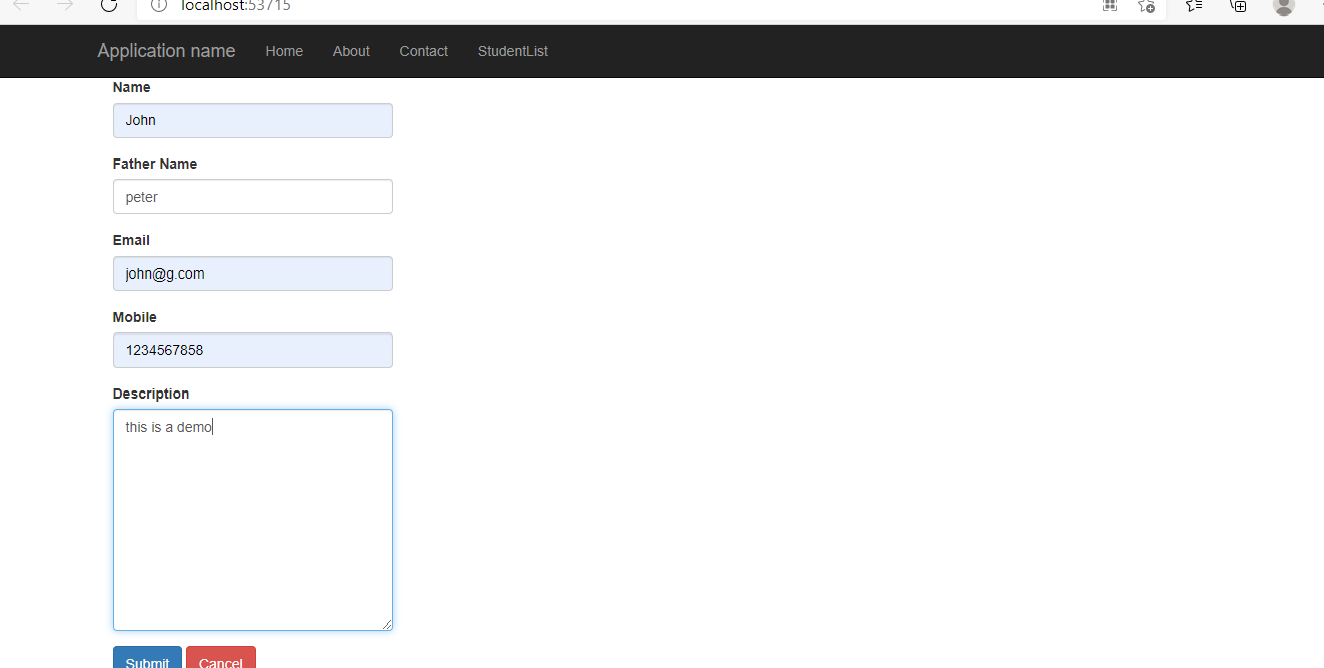 localhost:53715
Application name Home About Contact StudentList
Name
John
Father Name
peter
Email
john@g.com
Mobile
1234567858
Description
this is a demo
Submit Cancel